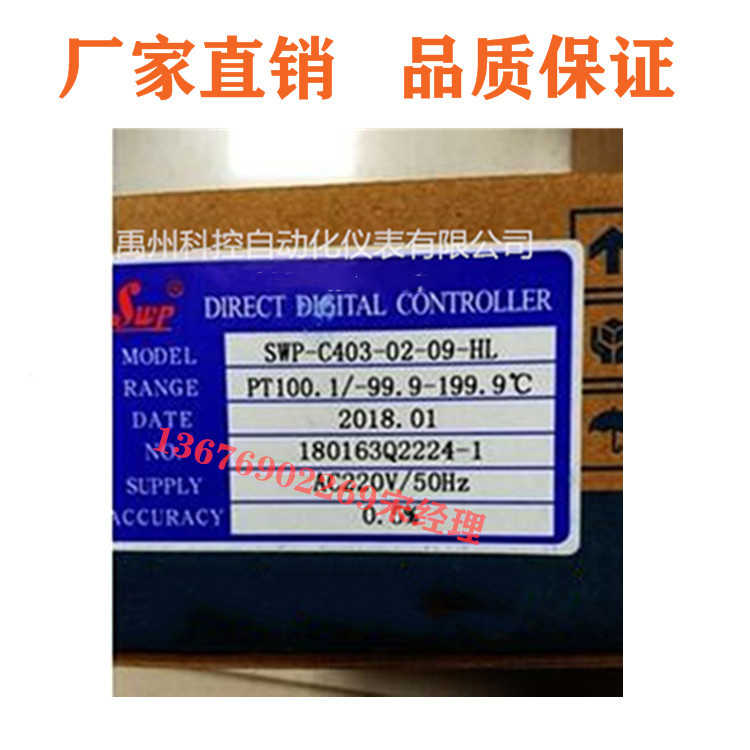 厂家直销 品质保证
禹州科控自动化仪表有限公司
Swp ®
DIRECT DIGITAL CONTROLLER
MODEL SWP-C403-02-09-HL
RANGE PT100.1/-99.9-199.9℃
DATE 2018.01
NO. 180163Q2224-1
SUPPLY AC220V/50Hz
ACCURACY 0.5%
13676902269宋经理